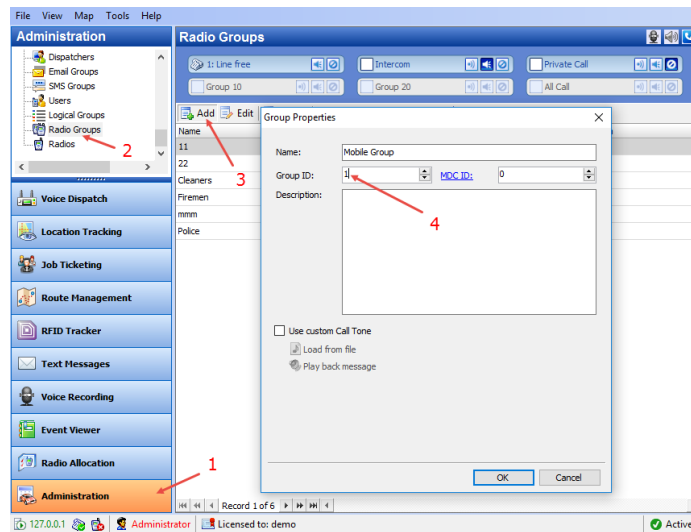 File View Map Tools Help
Administration
Radio Groups
Dispatchers
Email Groups
SMS Groups
Users
Logical Groups
Radio Groups
Radios
2
1: Line free
Intercom
Private Call
Group 10
Group 20
All Call
Add Edit
Name
11
22
Cleaners
Firemen
mmm
Police
3
Group Properties
Name: Mobile Group
Group ID: 1 MDC ID: 0
4
Description:
Use custom Call Tone
Load from file
Play back message
OK Cancel
Voice Dispatch
Location Tracking
Job Ticketing
Route Management
RFID Tracker
Text Messages
Voice Recording
Event Viewer
Radio Allocation
1
Administration
Record 1 of 6
127.0.0.1 Administrator Licensed to: demo Active